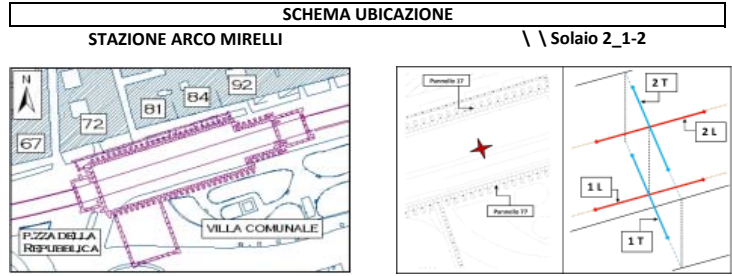 SCHEMA UBICAZIONE
STAZIONE ARCO MIRELLI
\ \ Solaio 2_1-2
N
67
72
81
84
92
P.ZZA DELLA
REPUBBLICA
VILLA COMUNALE
Pannello 27
Pannello 77
2 T
2 L
1 L
1 T